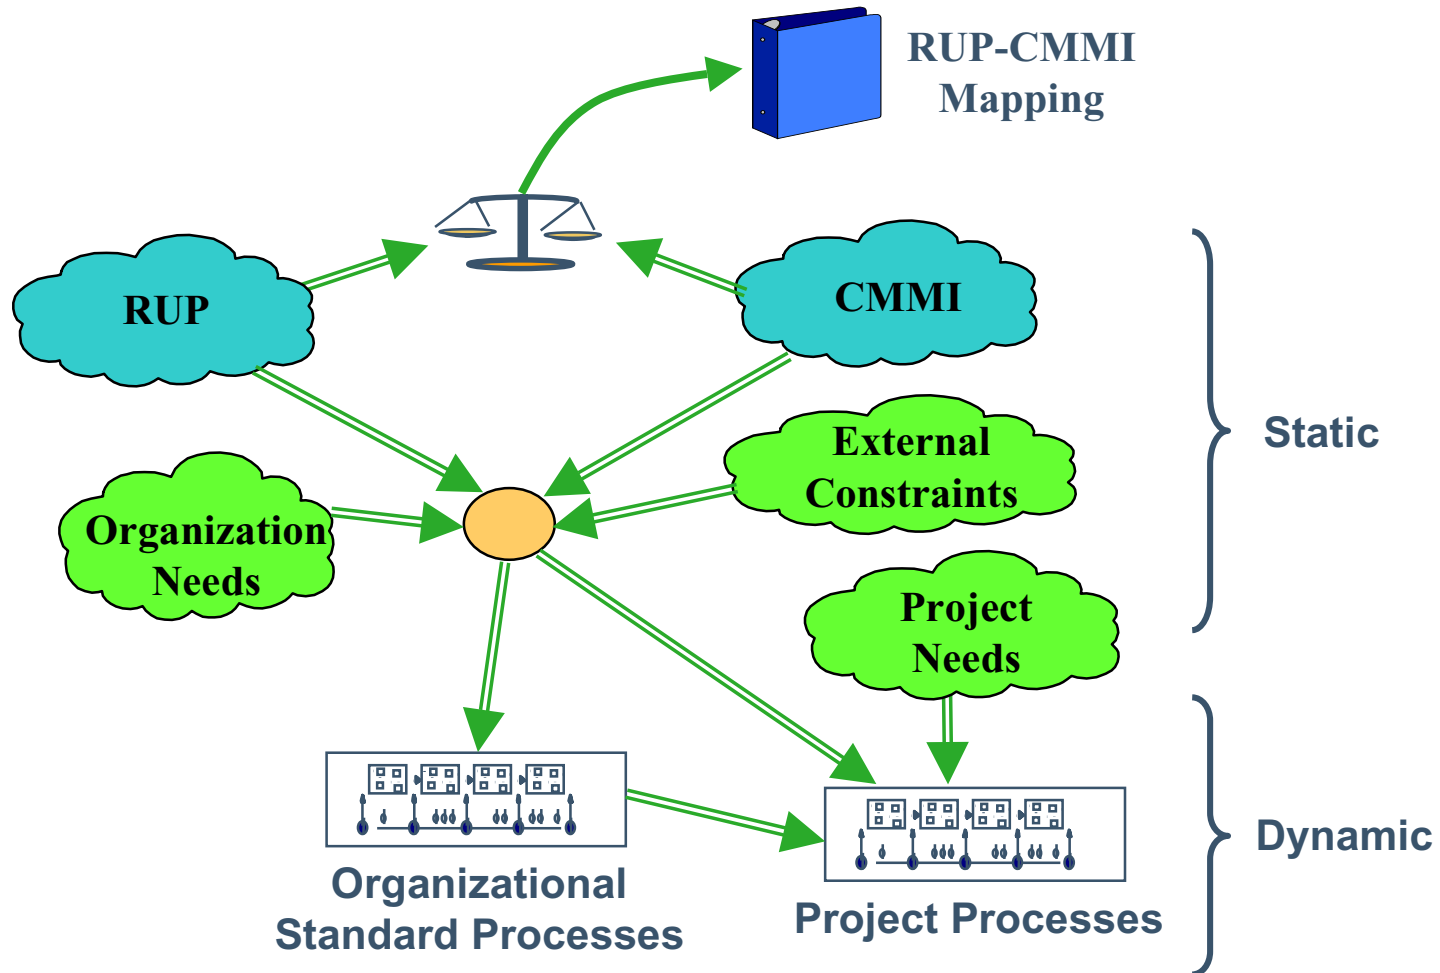 RUP-CMMI
Mapping
RUP
CMMI
External
Constraints
Static
Organization
Needs
Project
Needs
Organizational
Standard Processes
Project Processes
Dynamic